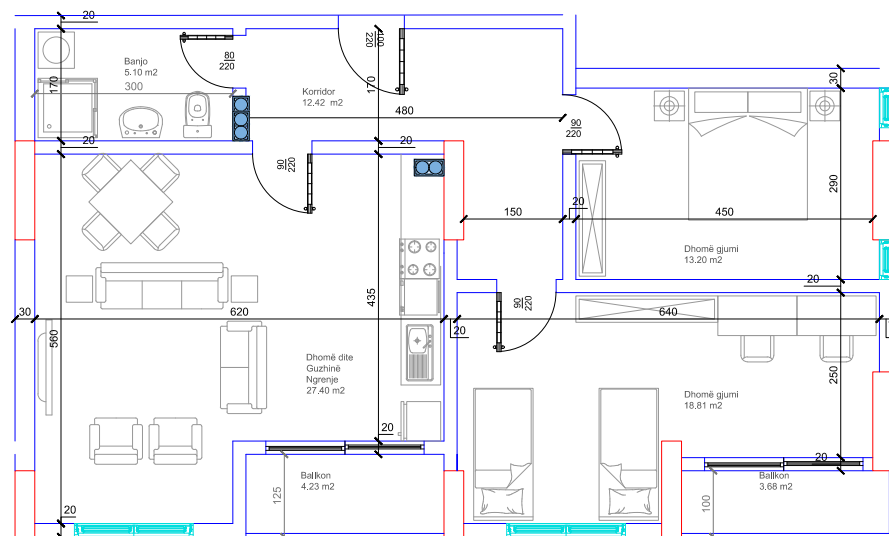 20
100
220
80
220
Banjo
5.10 m2
300
170
Korridor
12.42  m2
170
480
30
90
220
20
20
90
220
290
150
20
450
Dhomë gjumi
13.20 m2
20
90
220
435
30
620
20
640
560
Dhomë dite
Guzhinë
Ngrenje
27.40 m2
250
Dhomë gjumi
18.81 m2
20
20
Ballkon
4.23 m2
125
Ballkon
3.68 m2
100
20